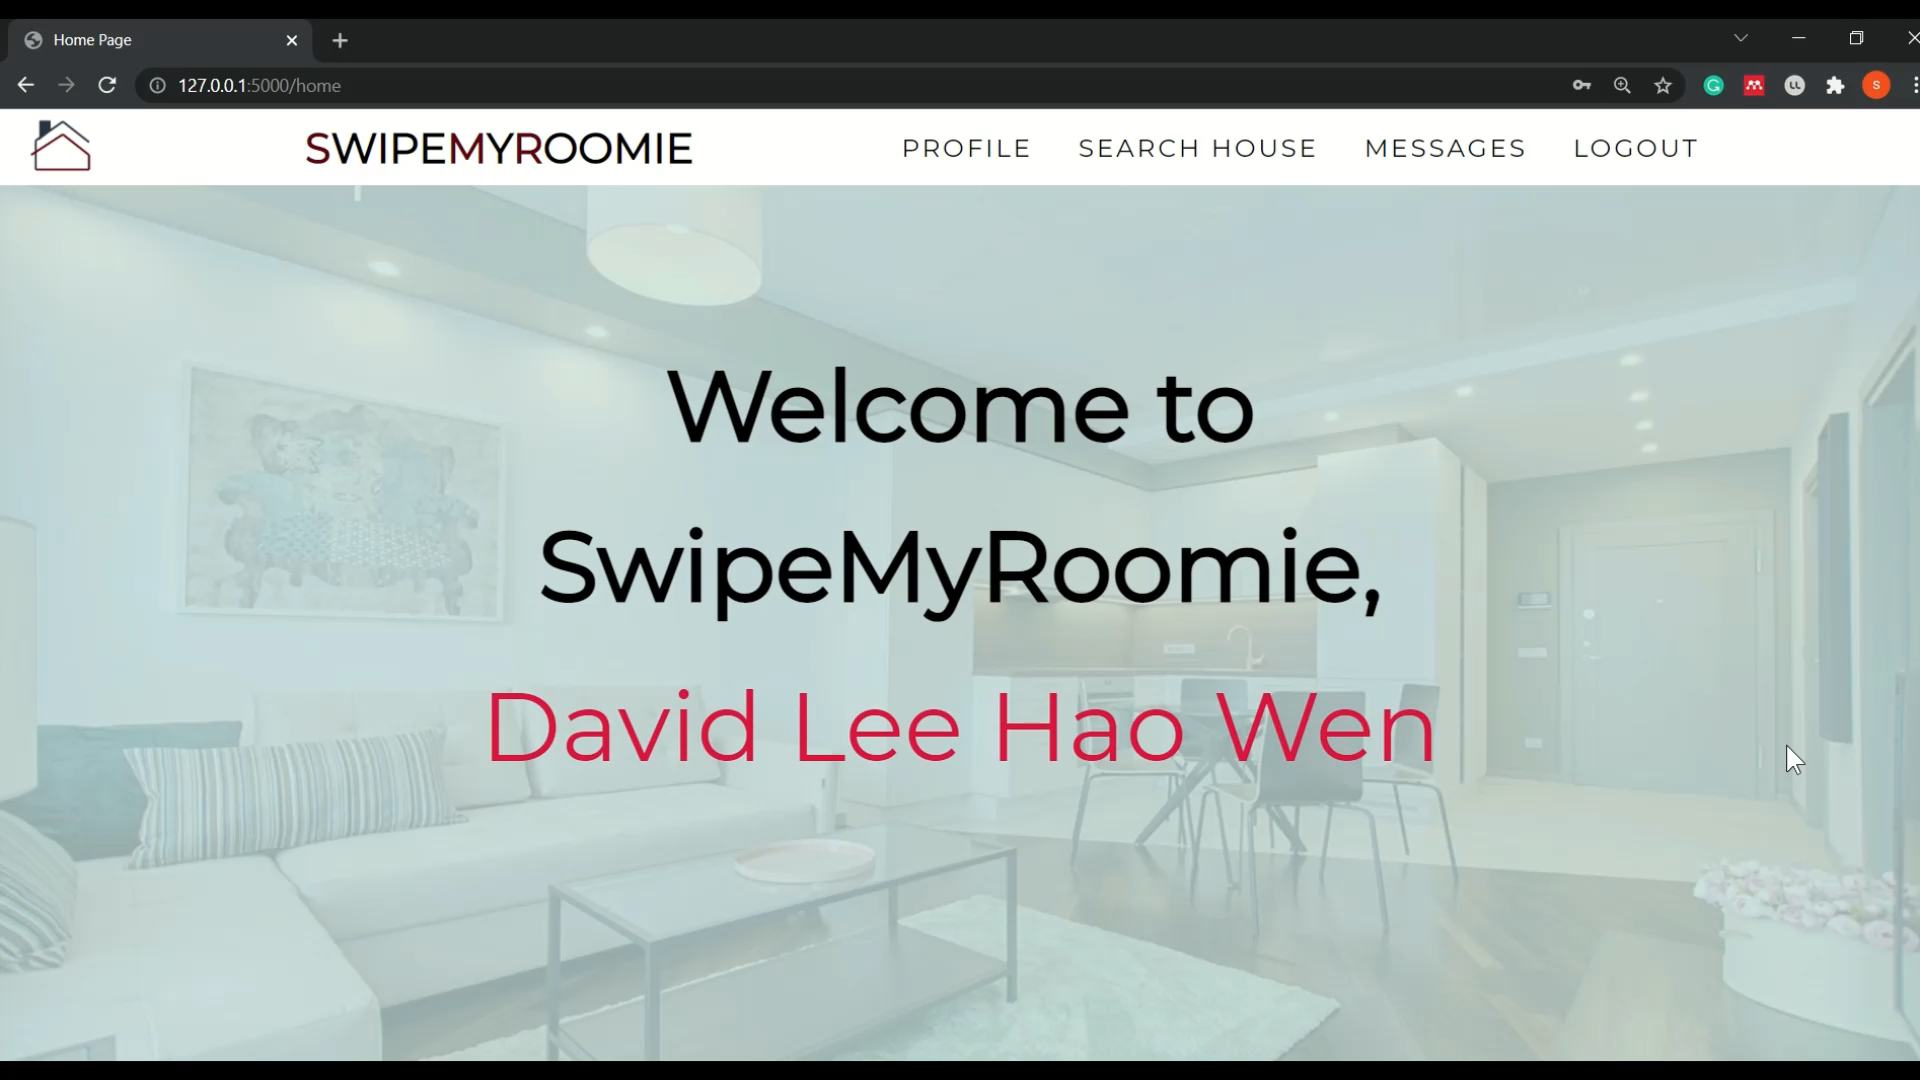 Home Page
127.0.0.1:5000/home
S
SWIPEMYROOMIE
PROFILE
SEARCH HOUSE
MESSAGES
LOGOUT
Welcome to
SwipeMyRoomie,
David Lee Hao Wen